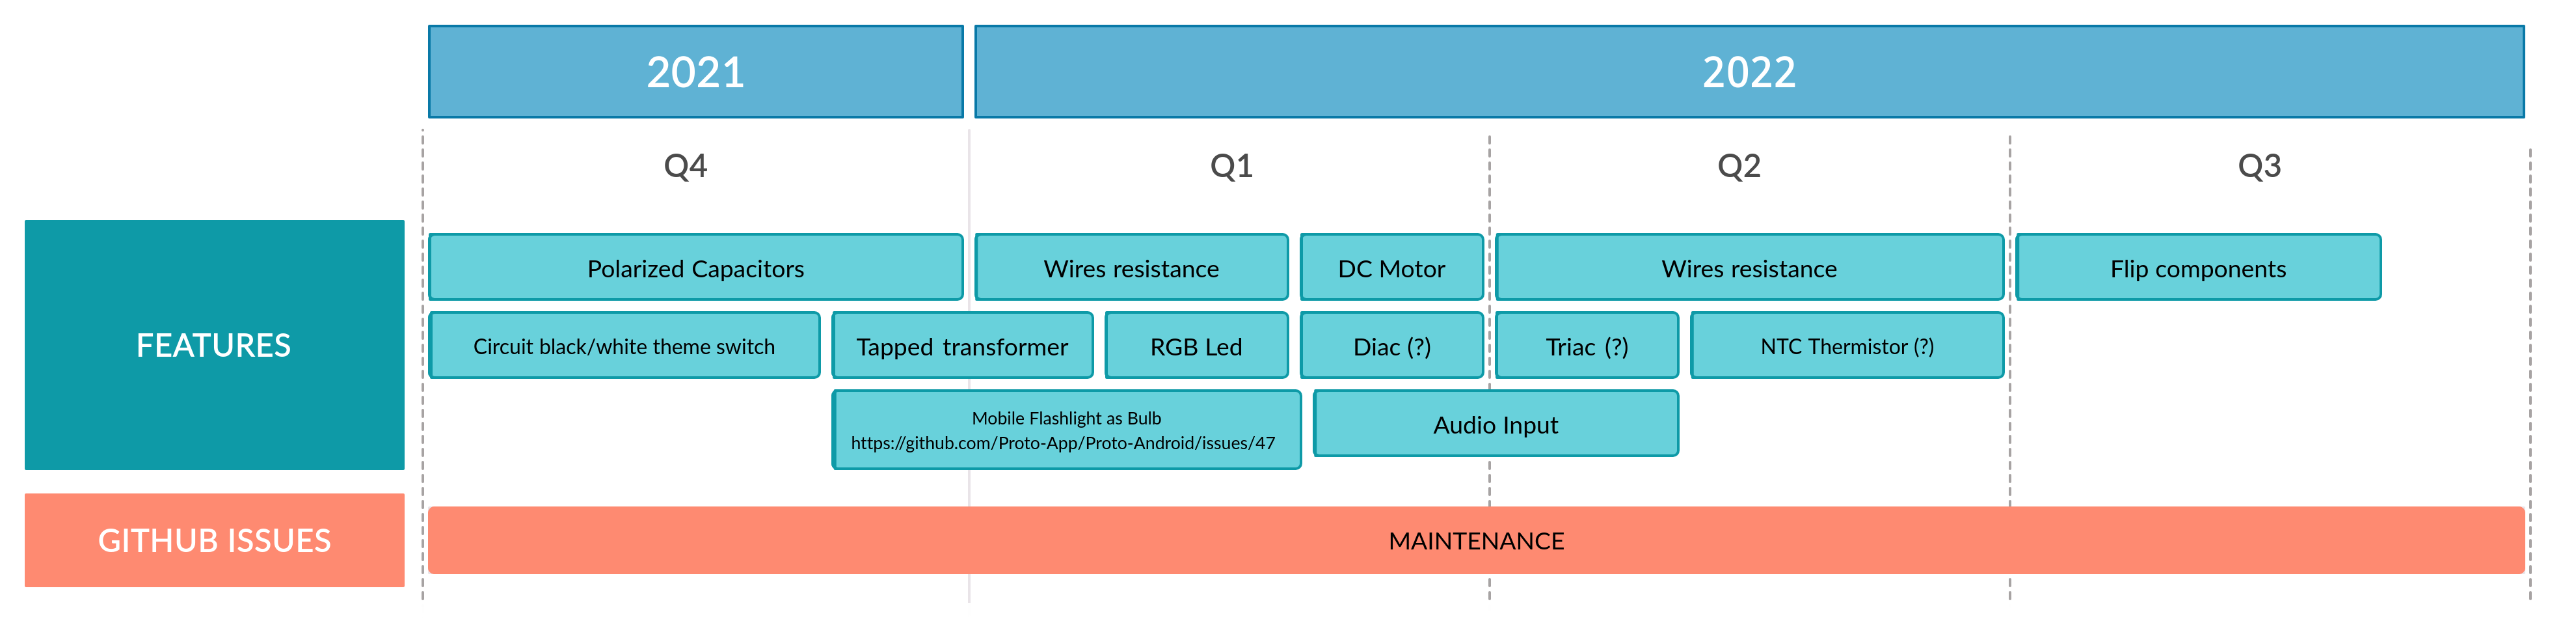 2021
2022
Q4
Q1
Q2
Q3
FEATURES
Polarized Capacitors
Wires resistance
DC Motor
Wires resistance
Flip components
Circuit black/white theme switch
Tapped transformer
RGB Led
Diac (?)
Triac (?)
NTC Thermistor (?)
Mobile Flashlight as Bulb
https://github.com/Proto-App/Proto-Android/issues/47
Audio Input
GITHUB ISSUES
MAINTENANCE